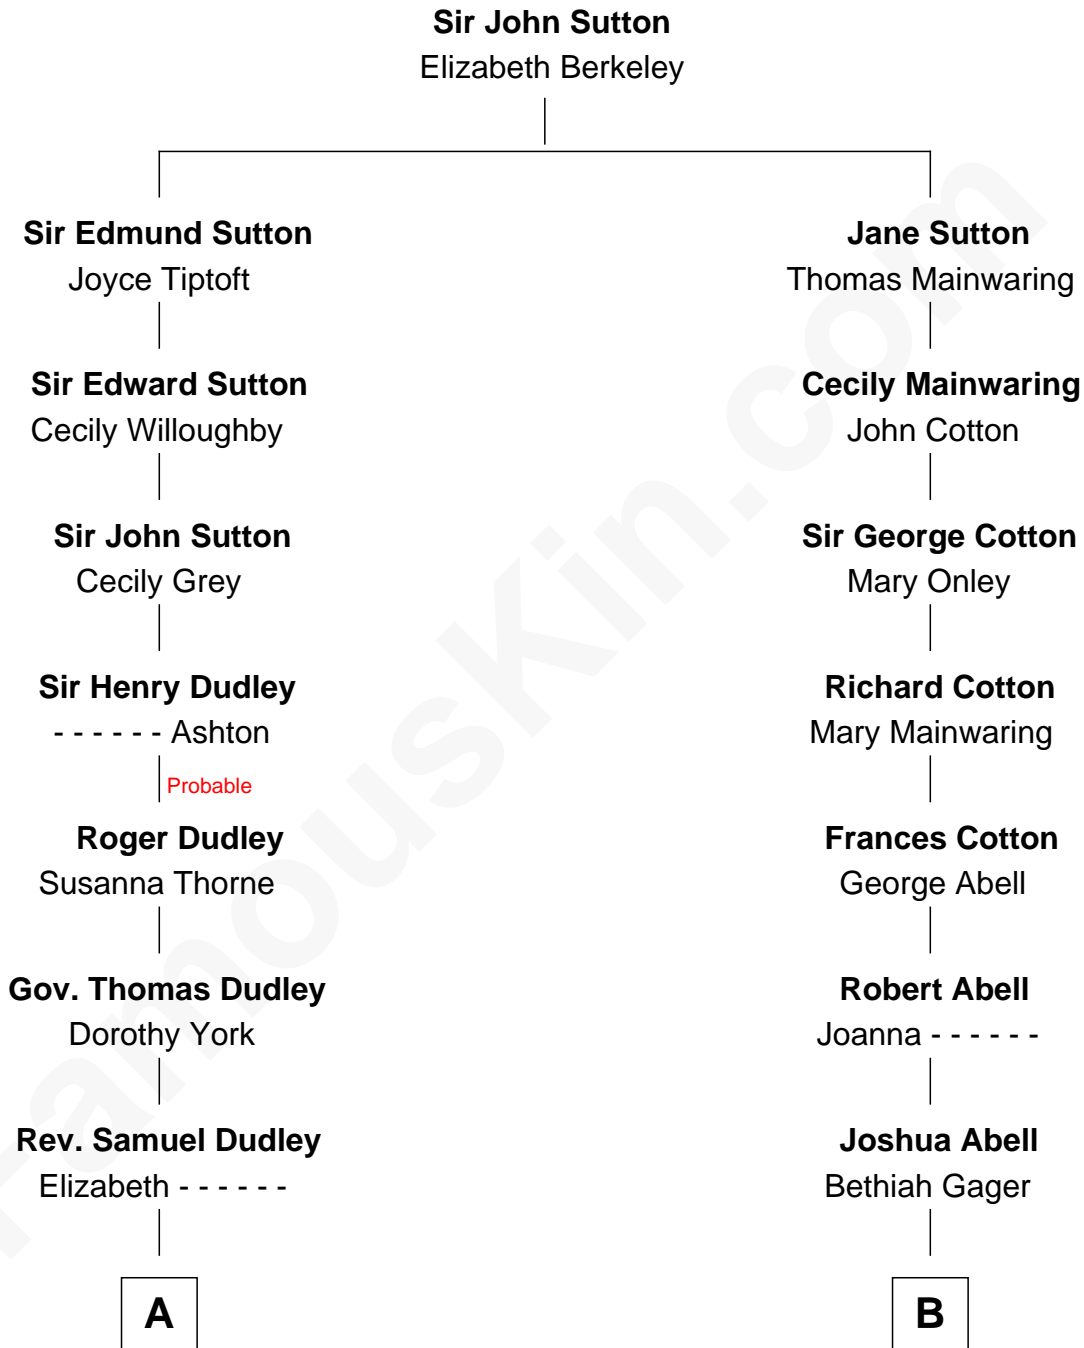 Sir John Sutton
Elizabeth Berkeley
Sir Edmund Sutton
Joyce Tiptoft
Jane Sutton
Thomas Mainwaring
Sir Edward Sutton
Cecily Willoughby
Cecily Mainwaring
John Cotton
Sir John Sutton
Cecily Grey
Sir George Cotton
Mary Onley
Sir Henry Dudley
- - - - - - Ashton
Richard Cotton
Mary Mainwaring
Probable
Roger Dudley
Susanna Thorne
Frances Cotton
George Abell
Gov. Thomas Dudley
Dorothy York
Robert Abell
Joanna - - - - - -
Rev. Samuel Dudley
Elizabeth - - - - - -
Joshua Abell
Bethiah Gager
A
B
FamousKin.com